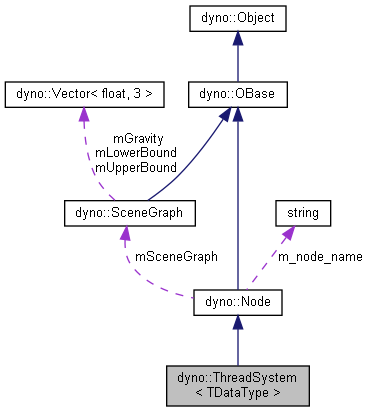 dyno::Object
dyno::Vector< float, 3 >
dyno::OBase
mGravity
mLowerBound
mUpperBound
dyno::SceneGraph
string
mSceneGraph
m_node_name
dyno::Node
dyno::ThreadSystem
< TDataType >